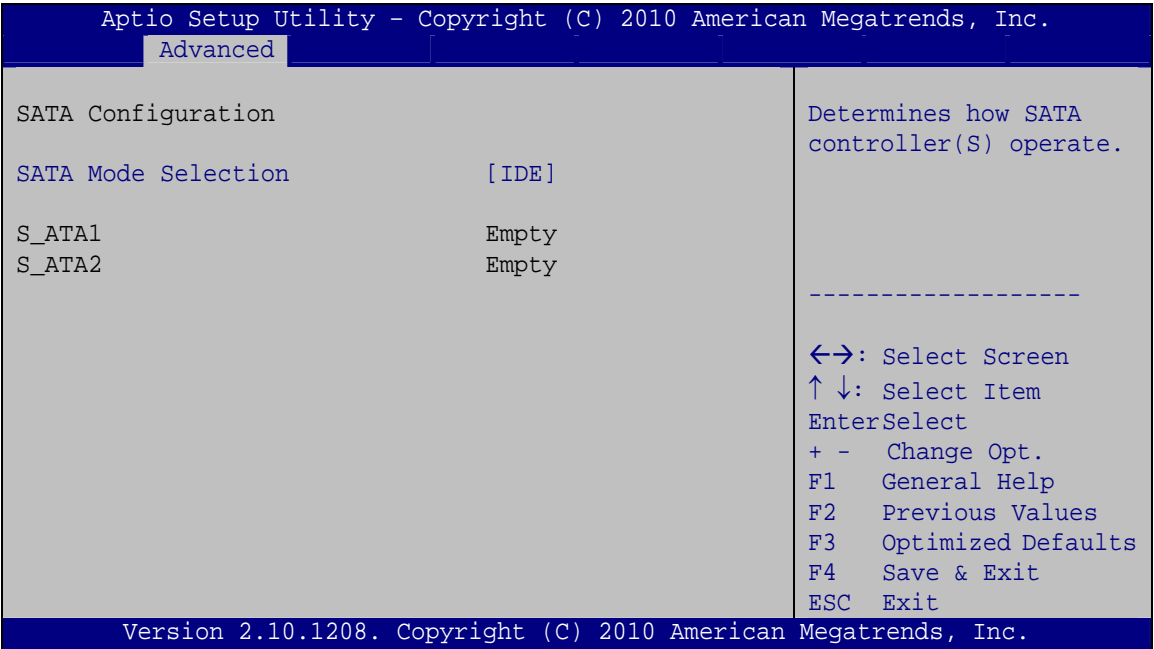 Aptio Setup Utility – Copyright (C) 2010 American Megatrends, Inc.
Advanced
SATA Configuration
SATA Mode Selection [IDE]
S_ATA1 Empty
S_ATA2 Empty
Determines how SATA
controller(S) operate.
-------------------
←→: Select Screen
↑ ↓: Select Item
EnterSelect
+ - Change Opt.
F1 General Help
F2 Previous Values
F3 Optimized Defaults
F4 Save & Exit
ESC Exit
Version 2.10.1208. Copyright (C) 2010 American Megatrends, Inc.